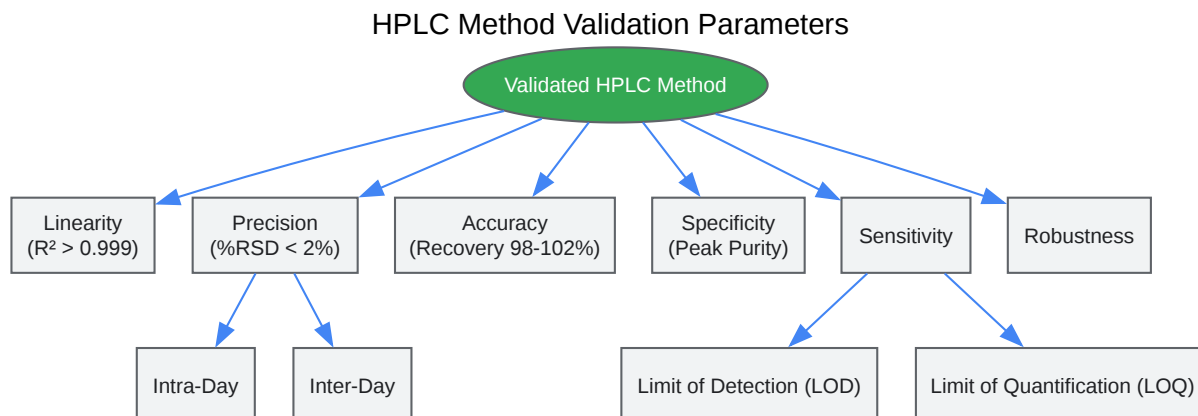 HPLC Method Validation Parameters
Validated HPLC Method
Linearity
(R² > 0.999)
Precision
(%RSD < 2%)
Accuracy
(Recovery 98-102%)
Specificity
(Peak Purity)
Sensitivity
Robustness
Intra-Day
Inter-Day
Limit of Detection (LOD)
Limit of Quantification (LOQ)